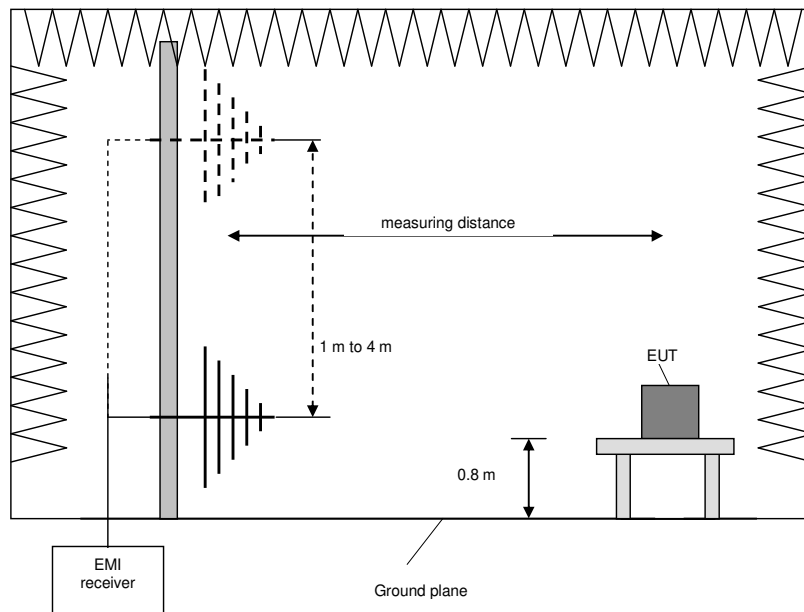 measuring distance
1 m to 4 m
EUT
0.8 m
EMI
receiver
Ground plane